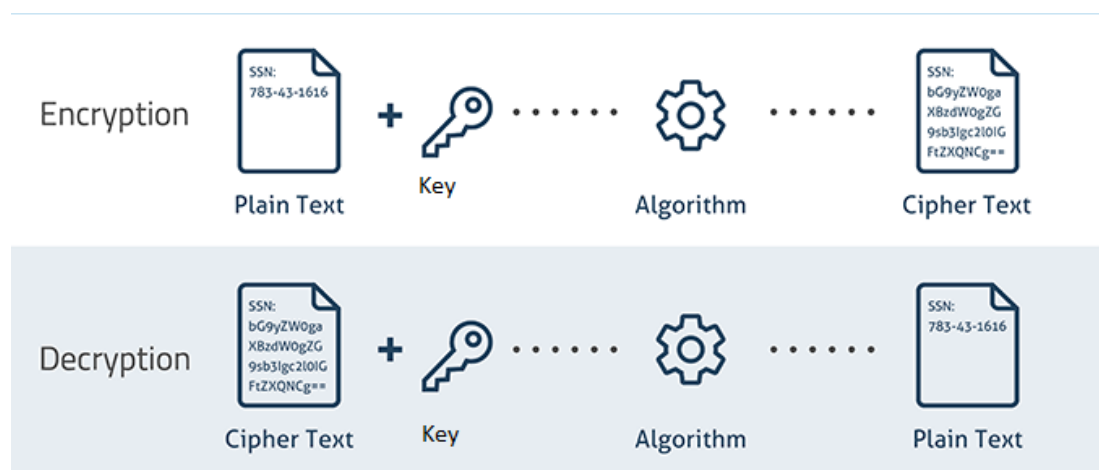 SSN:
783-43-1616
Encryption
+
Key
Plain Text
Algorithm
SSN:
bG9yZW0ga
XBzdW0gZG
9sb3Igc2l0IG
FtZXQNCg==
Cipher Text
SSN:
bG9yZW0ga
XBzdW0gZG
9sb3Igc2l0IG
FtZXQNCg==
Decryption
+
Key
Cipher Text
Algorithm
SSN:
783-43-1616
Plain Text